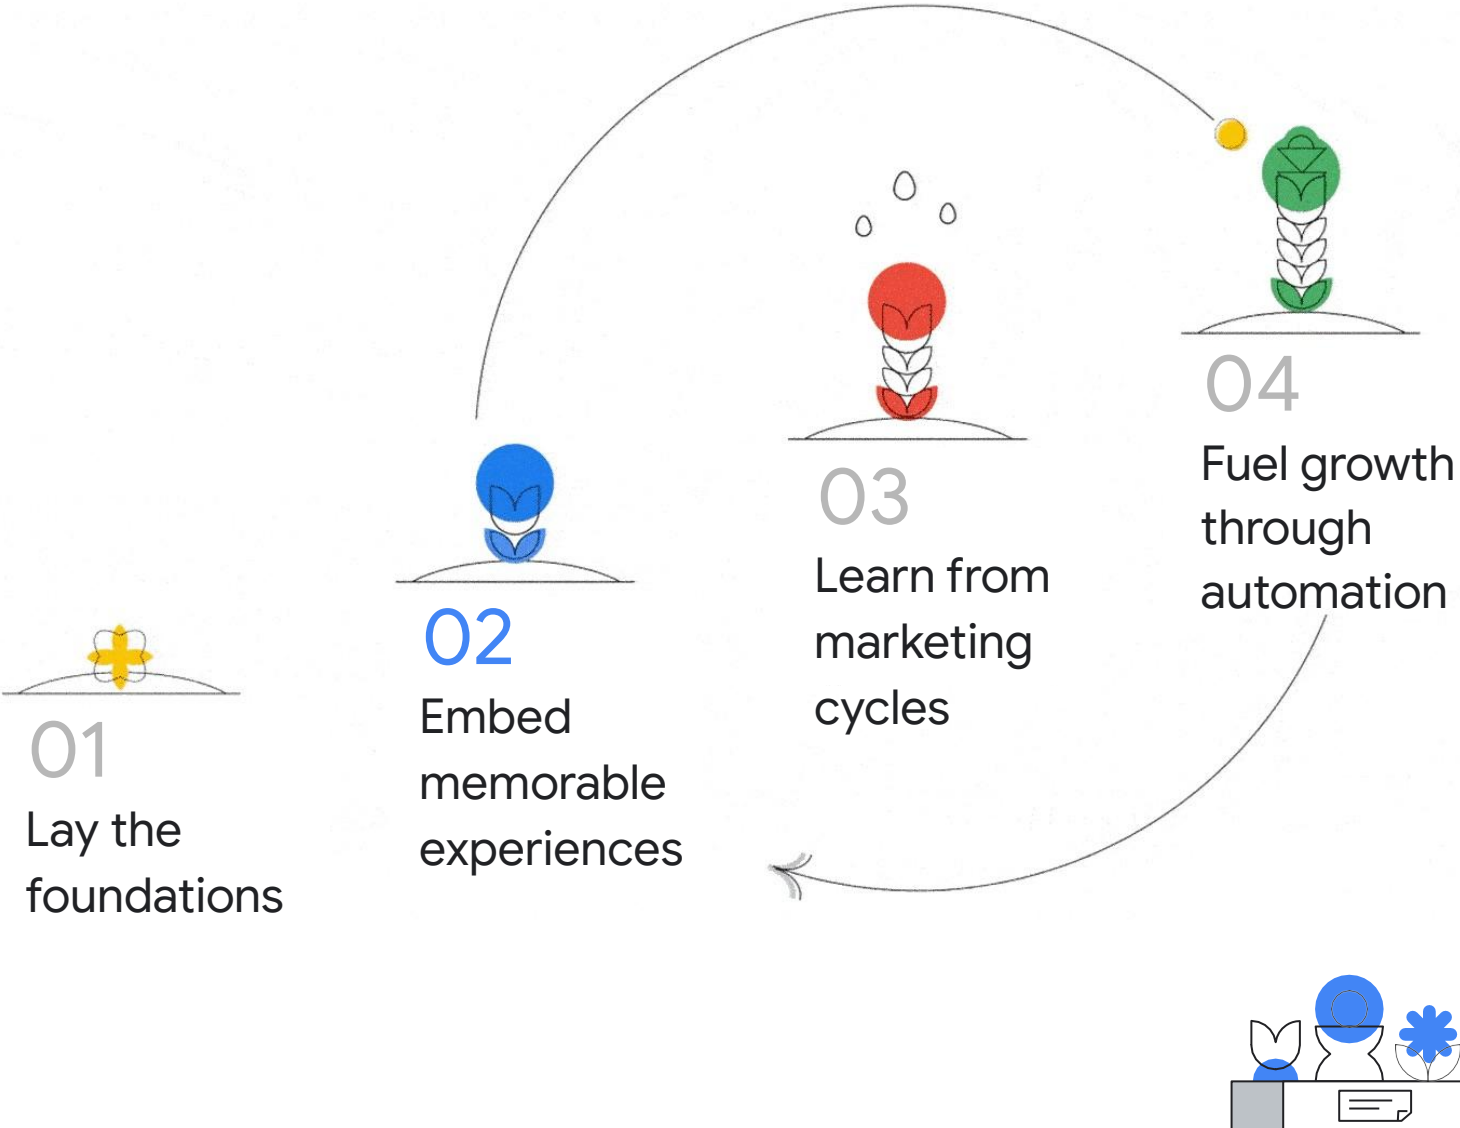 01
Lay the
foundations
02
Embed
memorable
experiences
03
Learn from
marketing
cycles
04
Fuel growth
through
automation